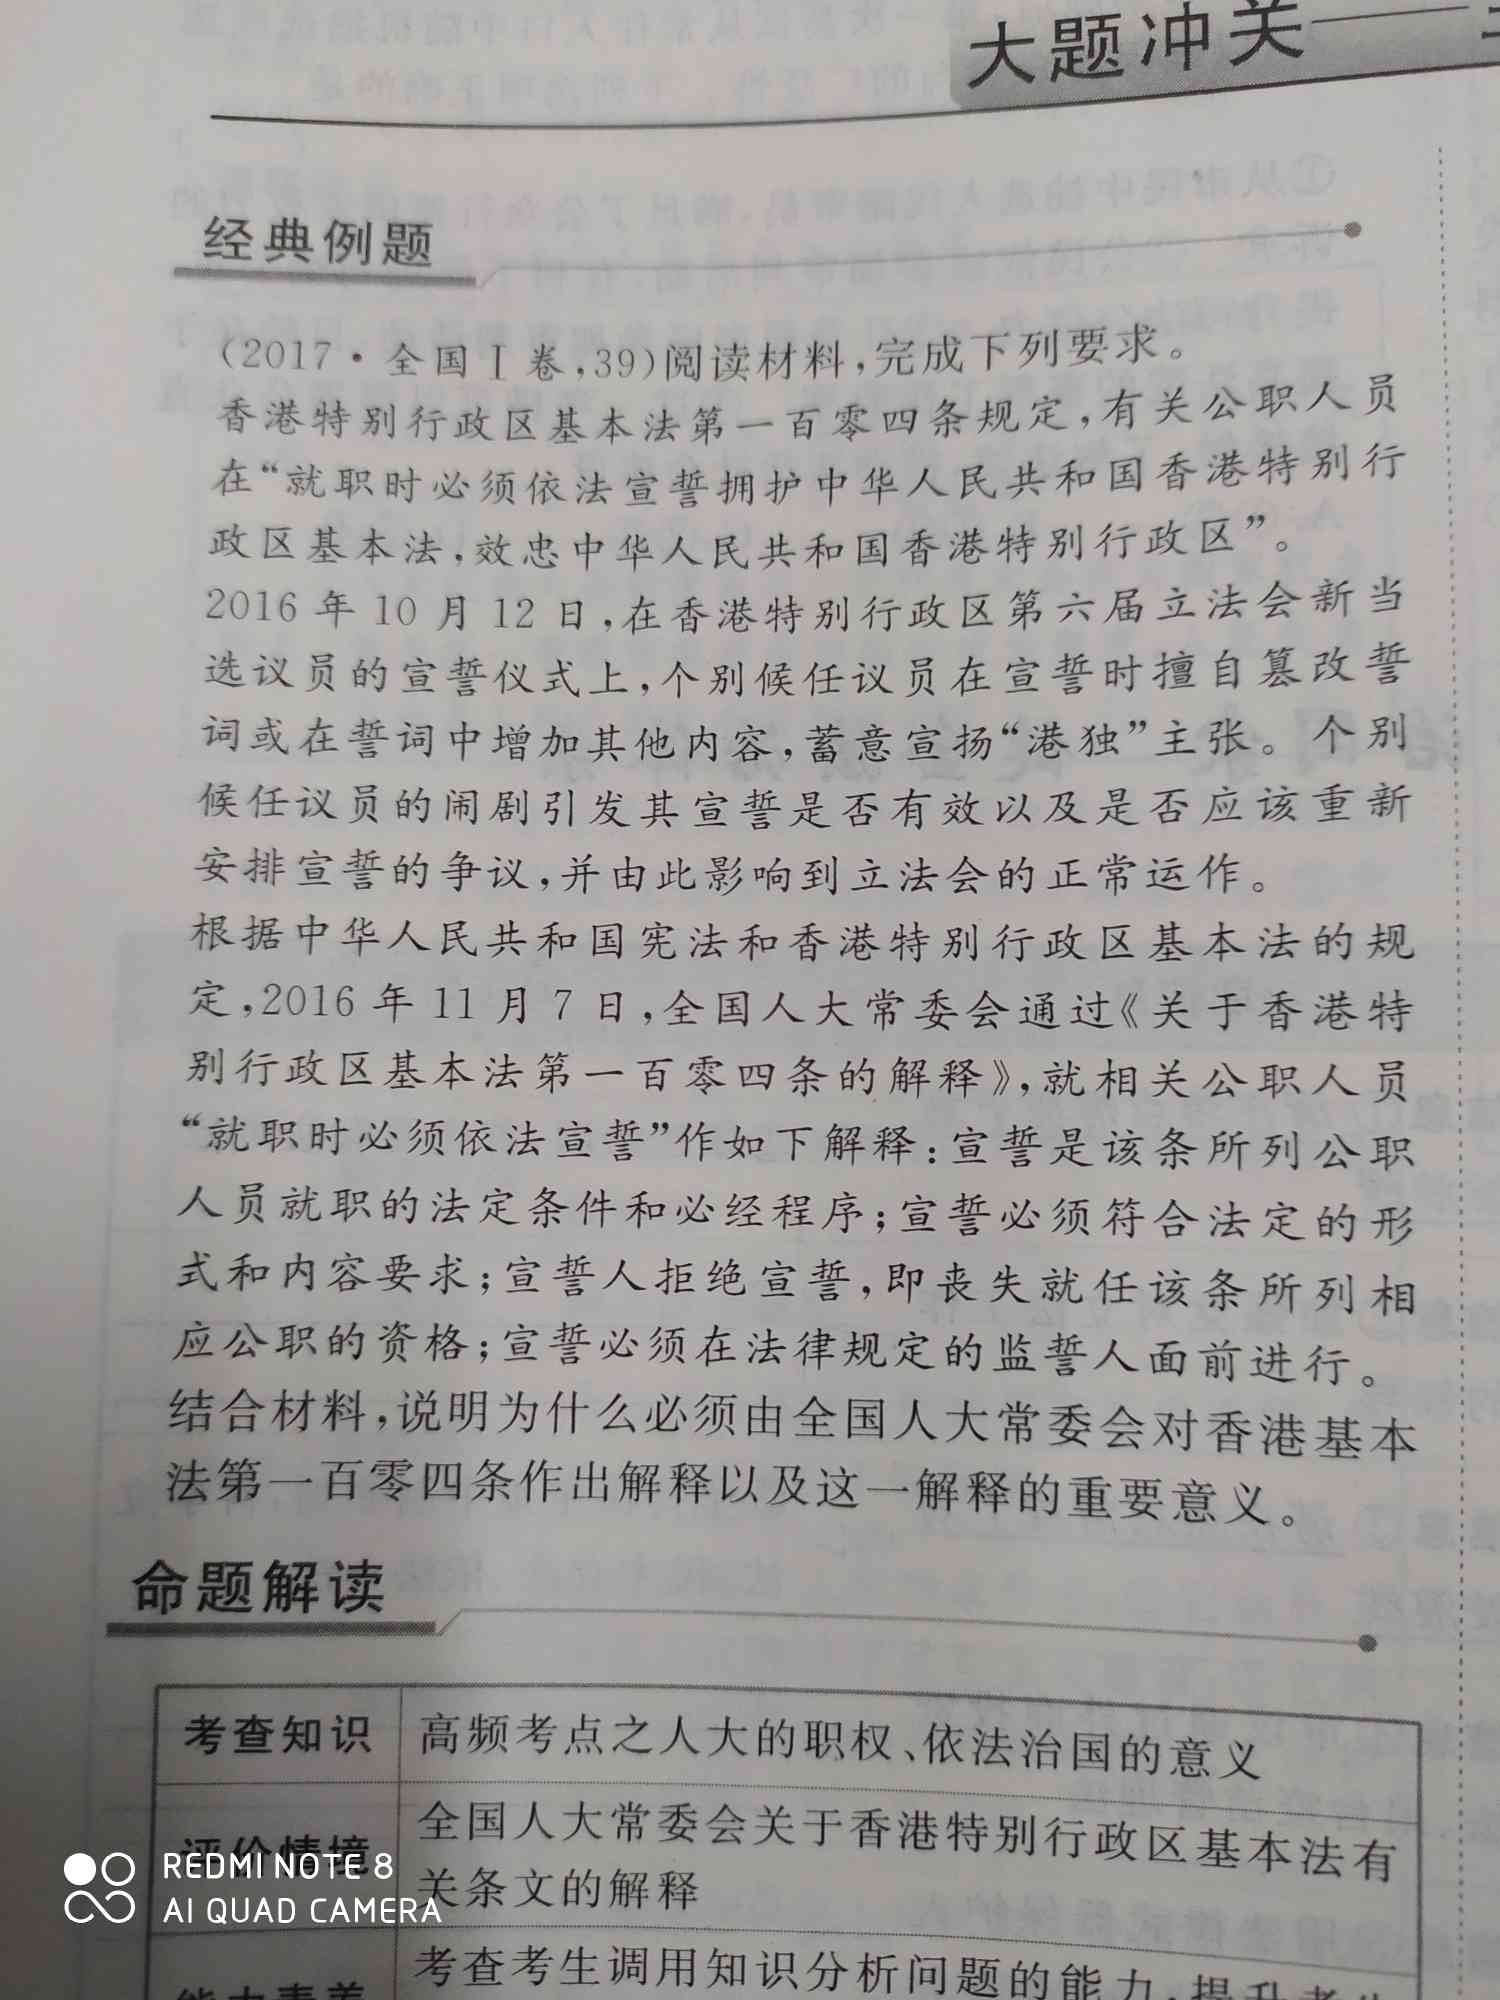 大题冲关
经典例题
(2017·全国Ⅰ卷,39)阅读材料,完成下列要求。
香港特别行政区基本法第一百零四条规定,有关公职人员
在“就职时必须依法宣誓拥护中华人民共和国香港特别行
政区基本法,效忠中华人民共和国香港特别行政区”。
2016年10月12日,在香港特别行政区第六届立法会新当
选议员的宣誓仪式上,个别候任议员在宣誓时擅自篡改誓
词或在誓词中增加其他内容,蓄意宣扬“港独”主张。个别
候任议员的闹剧引发其宣誓是否有效以及是否应该重新
安排宣誓的争议,并由此影响到立法会的正常运作。
根据中华人民共和国宪法和香港特别行政区基本法的规
定,2016年11月7日,全国人大常委会通过《关于香港特
别行政区基本法第一百零四条的解释》,就相关公职人员
“就职时必须依法宣誓”作如下解释:宣誓是该条所列公职
人员就职的法定条件和必经程序;宣誓必须符合法定的形
式和内容要求;宣誓人拒绝宣誓,即丧失就任该条所列相
应公职的资格;宣誓必须在法律规定的监誓人面前进行。
结合材料,说明为什么必须由全国人大常委会对香港基本
法第一百零四条作出解释以及这一解释的重要意义。
命题解读
考查知识 高频考点之人大的职权、依法治国的意义
评价情境 全国人大常委会关于香港特别行政区基本法有
关条文的解释
考查考生调用知识分析问题的能力,提升考生
REDMI NOTE 8
AI QUAD CAMERA